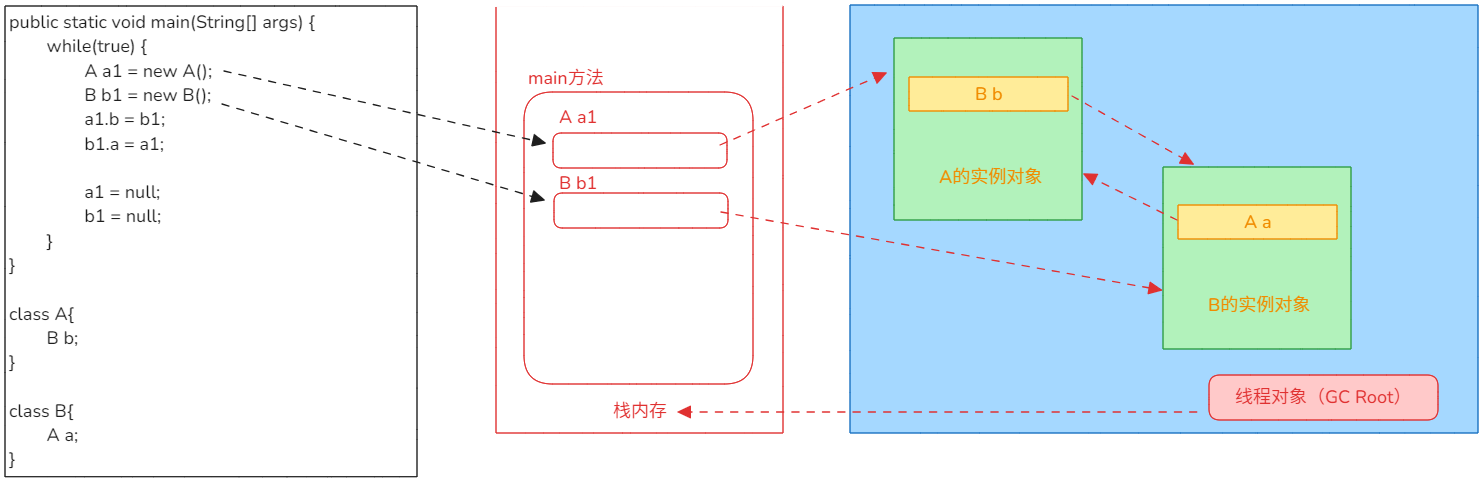 public static void main(String[] args) {
while(true) {
A a1 = new A();
B b1 = new B();
a1.b = b1;
b1.a = a1;
a1 = null;
b1 = null;
}
}
class A{
B b;
}
class B{
A a;
}
main方法
A a1
B b1
栈内存
B b
A的实例对象
A a
B的实例对象
线程对象（GC Root）